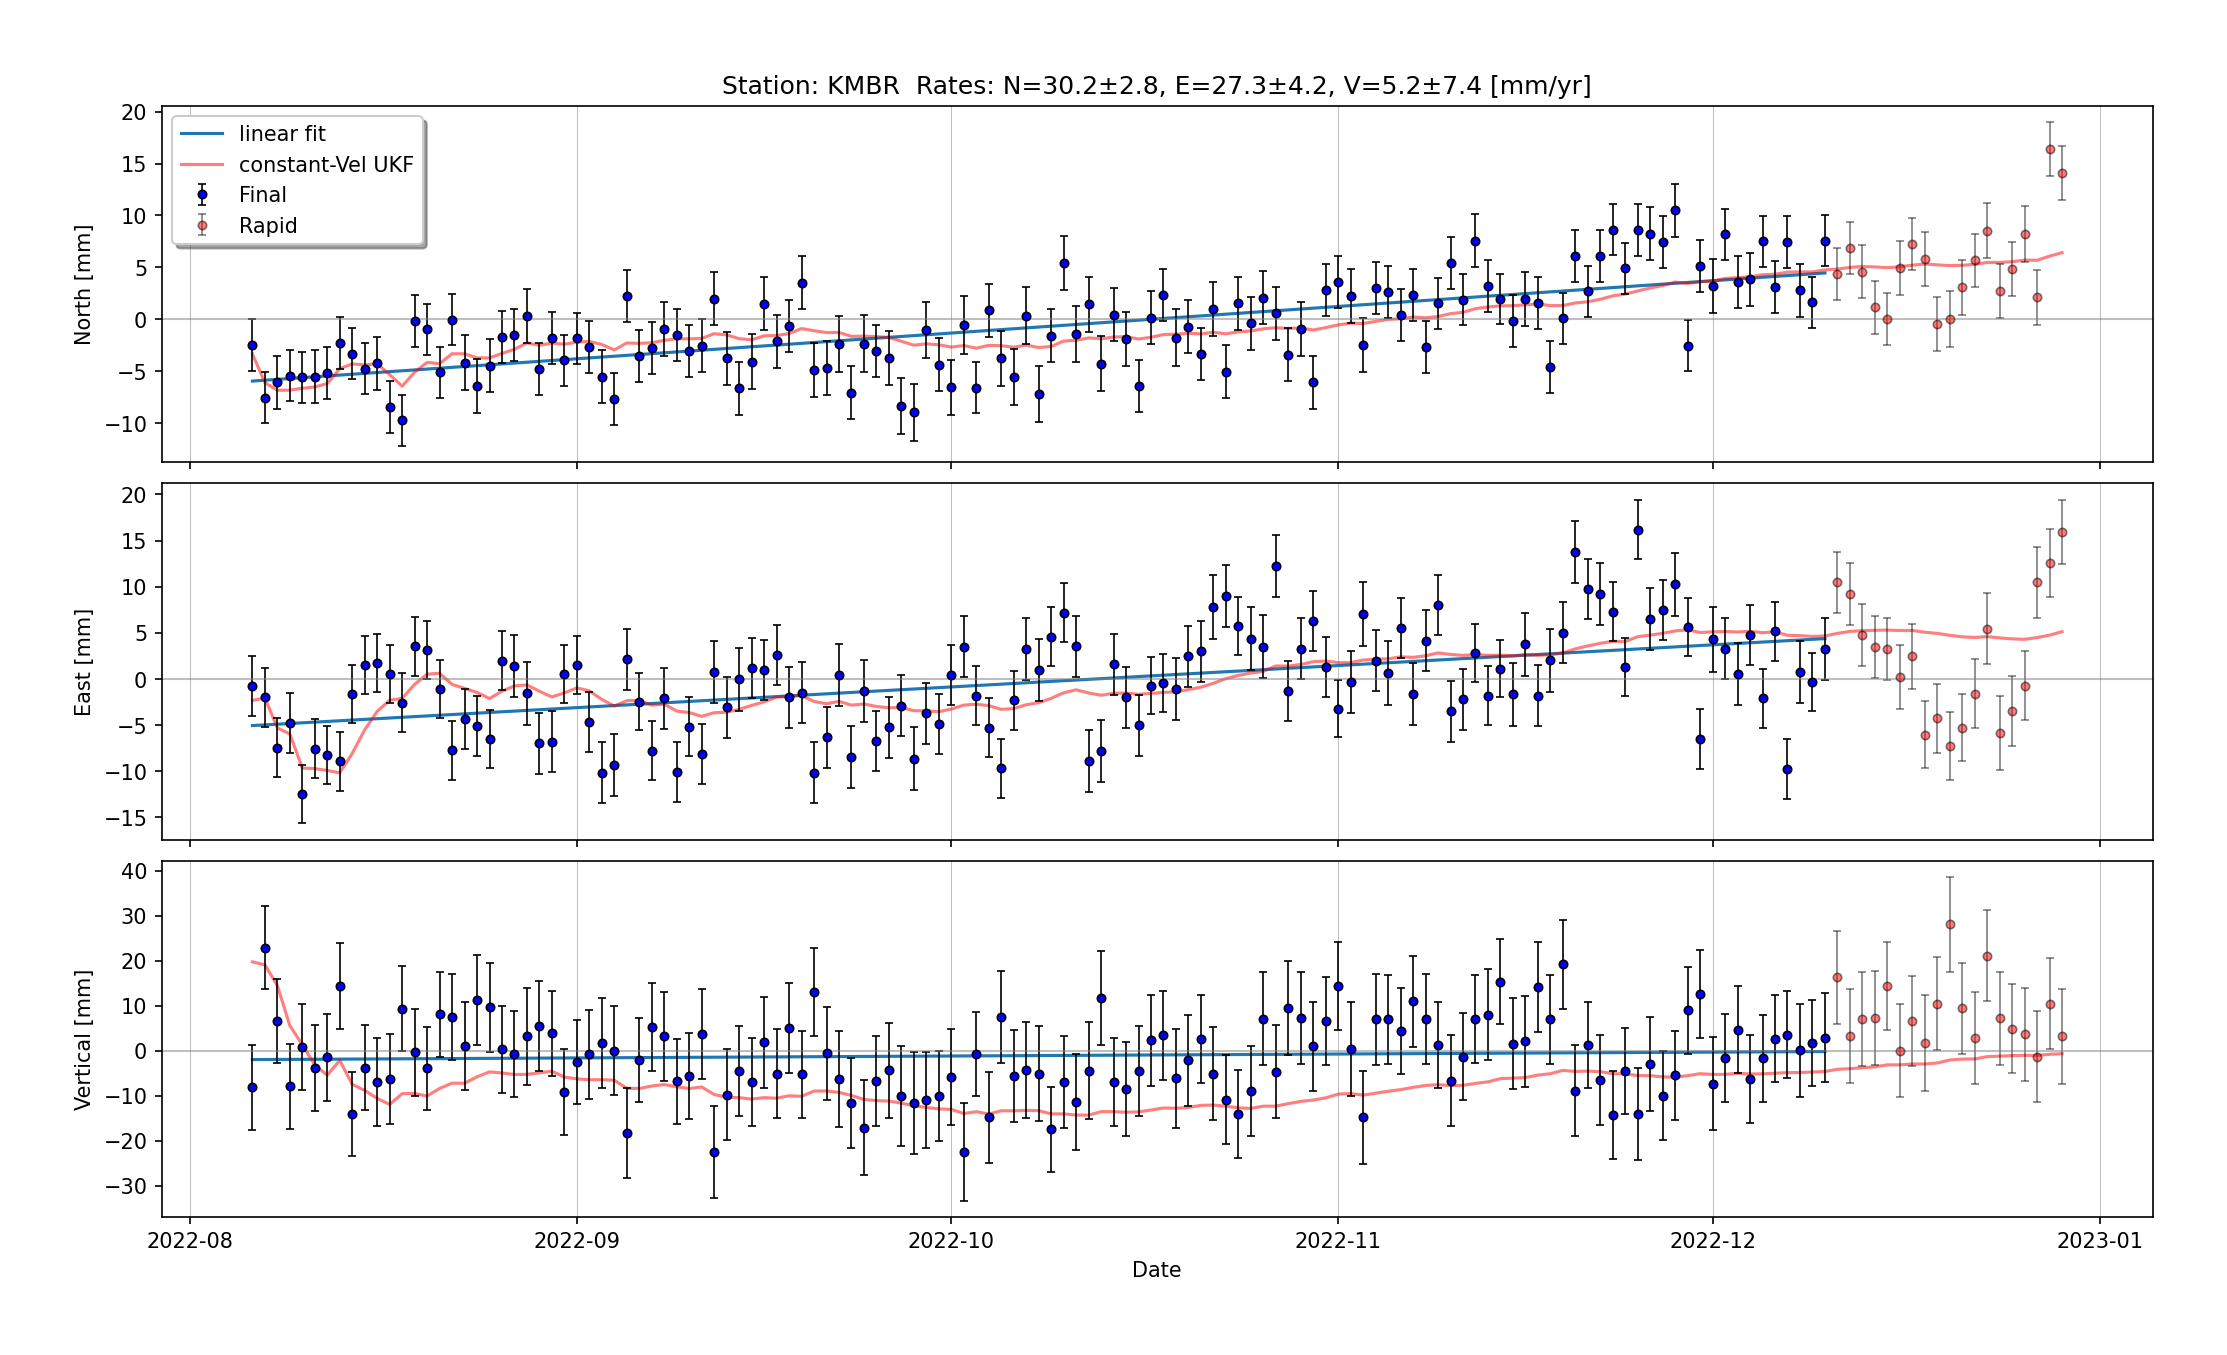 Station: KMBR  Rates: N=30.2±2.8, E=27.3±4.2, V=5.2±7.4 [mm/yr]
linear fit
constant-Vel UKF
Final
Rapid
North [mm]
20
15
10
5
0
−5
−10
East [mm]
20
15
10
5
0
−5
−10
−15
Vertical [mm]
40
30
20
10
0
−10
−20
−30
2022-08 2022-09 2022-10 2022-11 2022-12 2023-01
Date